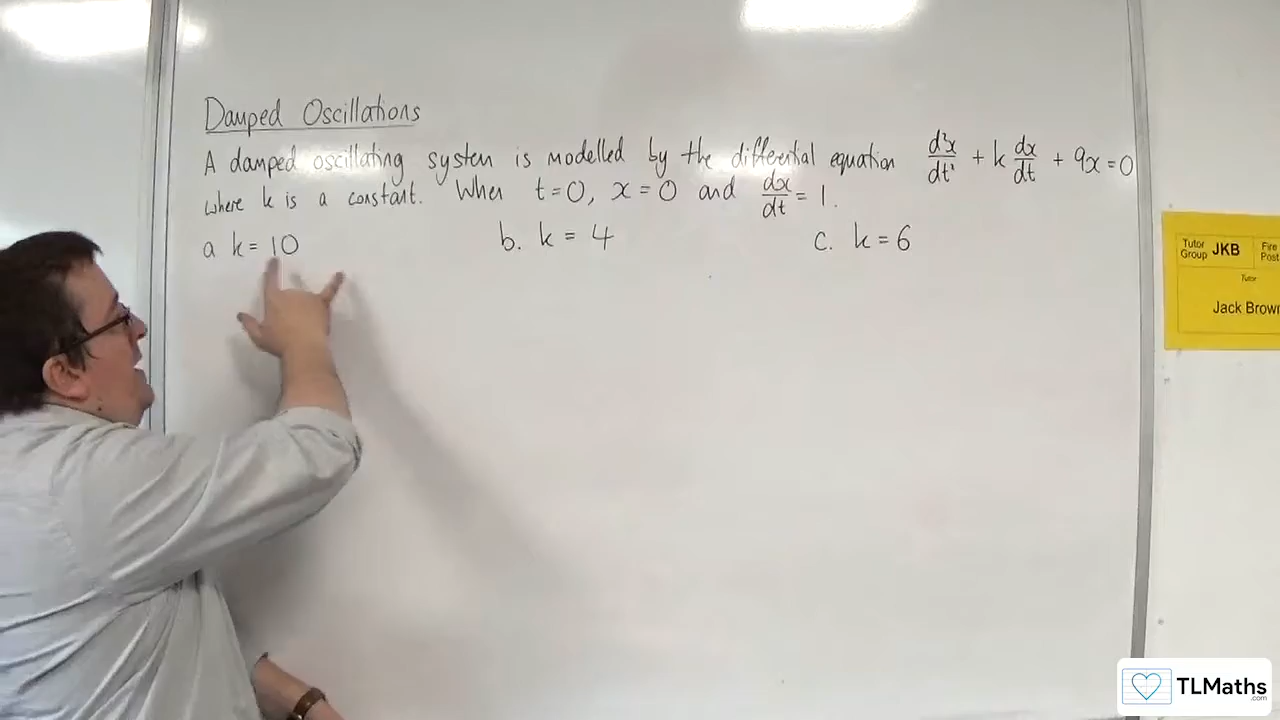 Damped Oscillations
A damped oscillating system is modelled by the differential equation d²x/dt² + k dx/dt + 9x = 0
where k is a constant. When t = 0, x = 0 and dx/dt = 1.
a k = 10 b. k = 4 c. k = 6
Tutor Group JKB Fire Post
Tutor
Jack Brown
TLMaths
.com